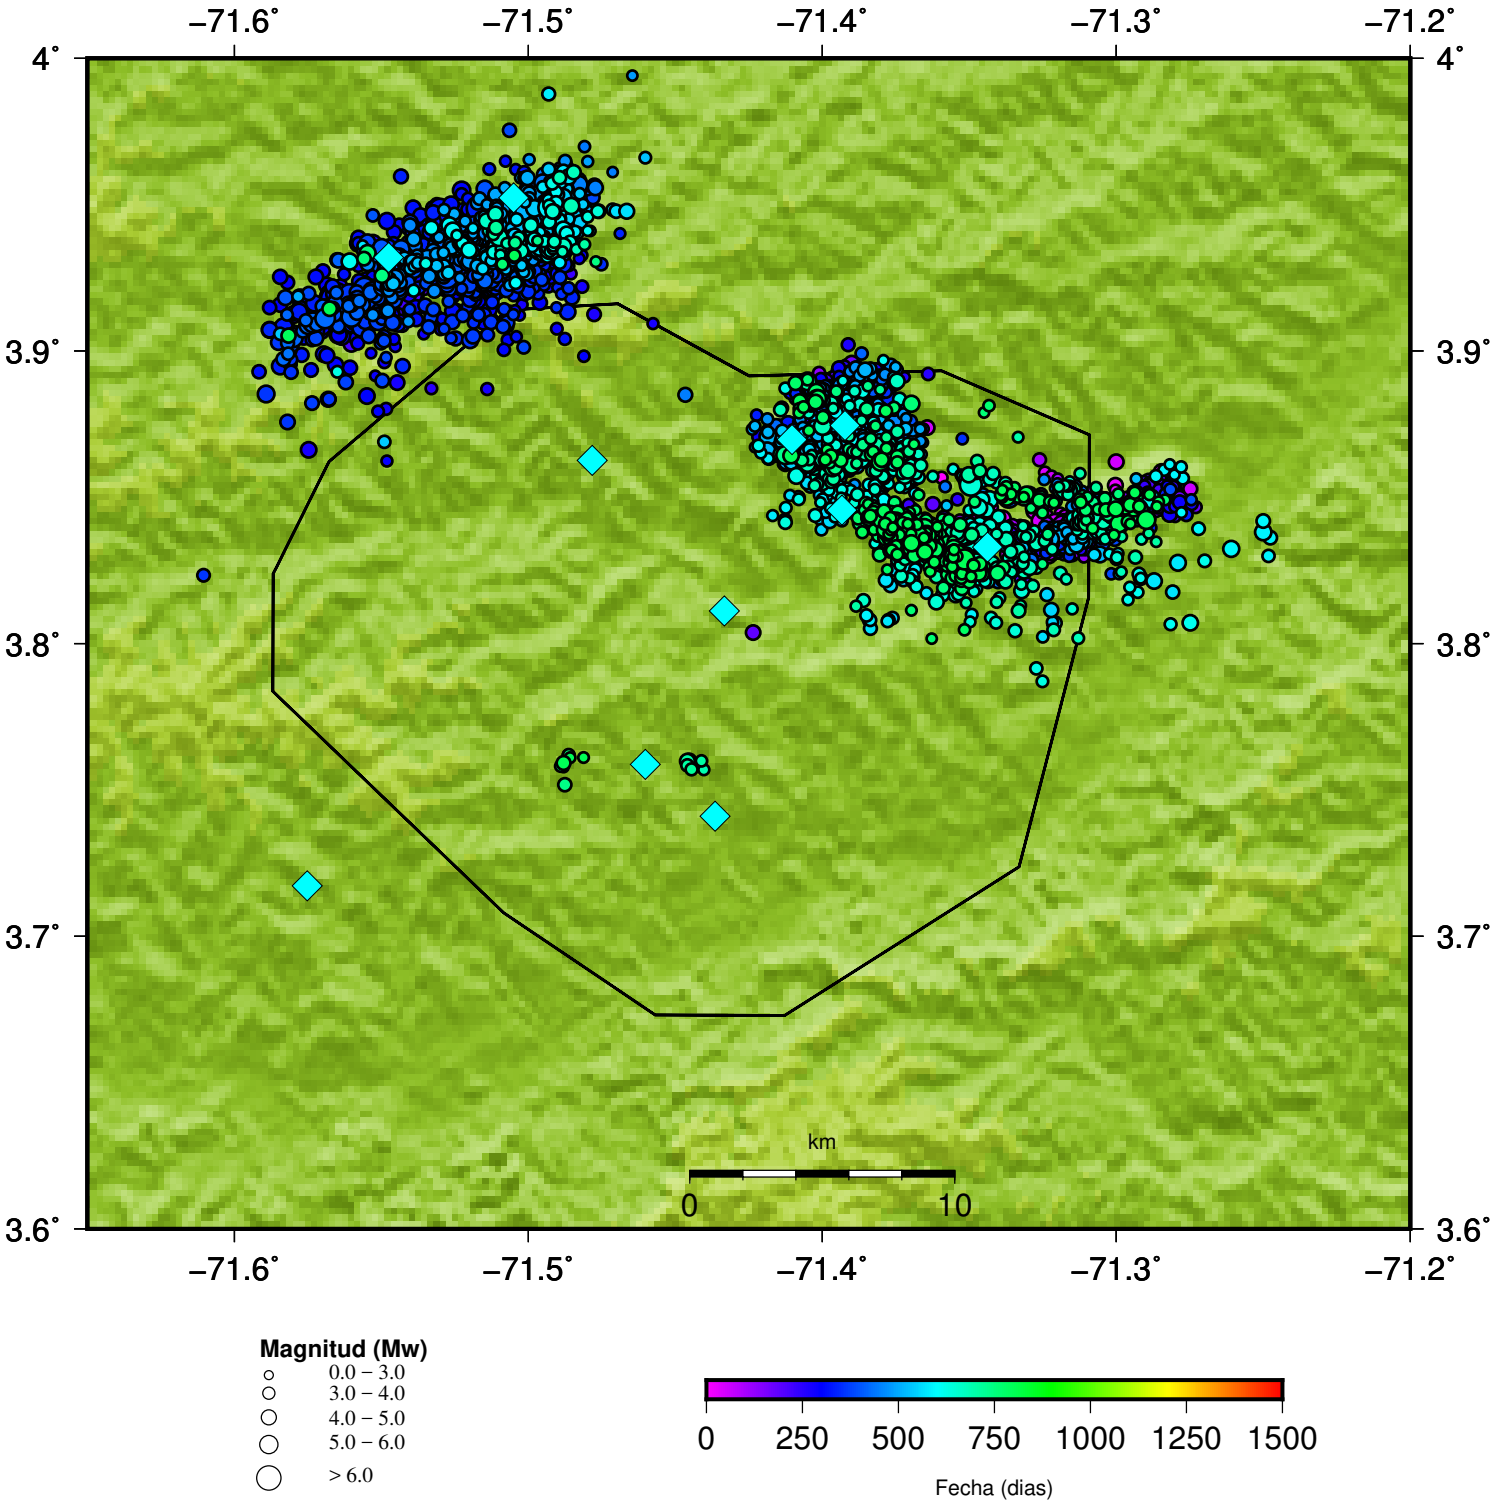 −71.6˚ −71.5˚ −71.4˚ −71.3˚ −71.2˚
4˚ 4˚
3.9˚ 3.9˚
3.8˚ 3.8˚
3.7˚ 3.7˚
km
0 10
3.6˚ 3.6˚
−71.6˚ −71.5˚ −71.4˚ −71.3˚ −71.2˚
Magnitud (Mw)
0.0 − 3.0
3.0 − 4.0
4.0 − 5.0
5.0 − 6.0
> 6.0
0 250 500 750 1000 1250 1500
Fecha (dias)